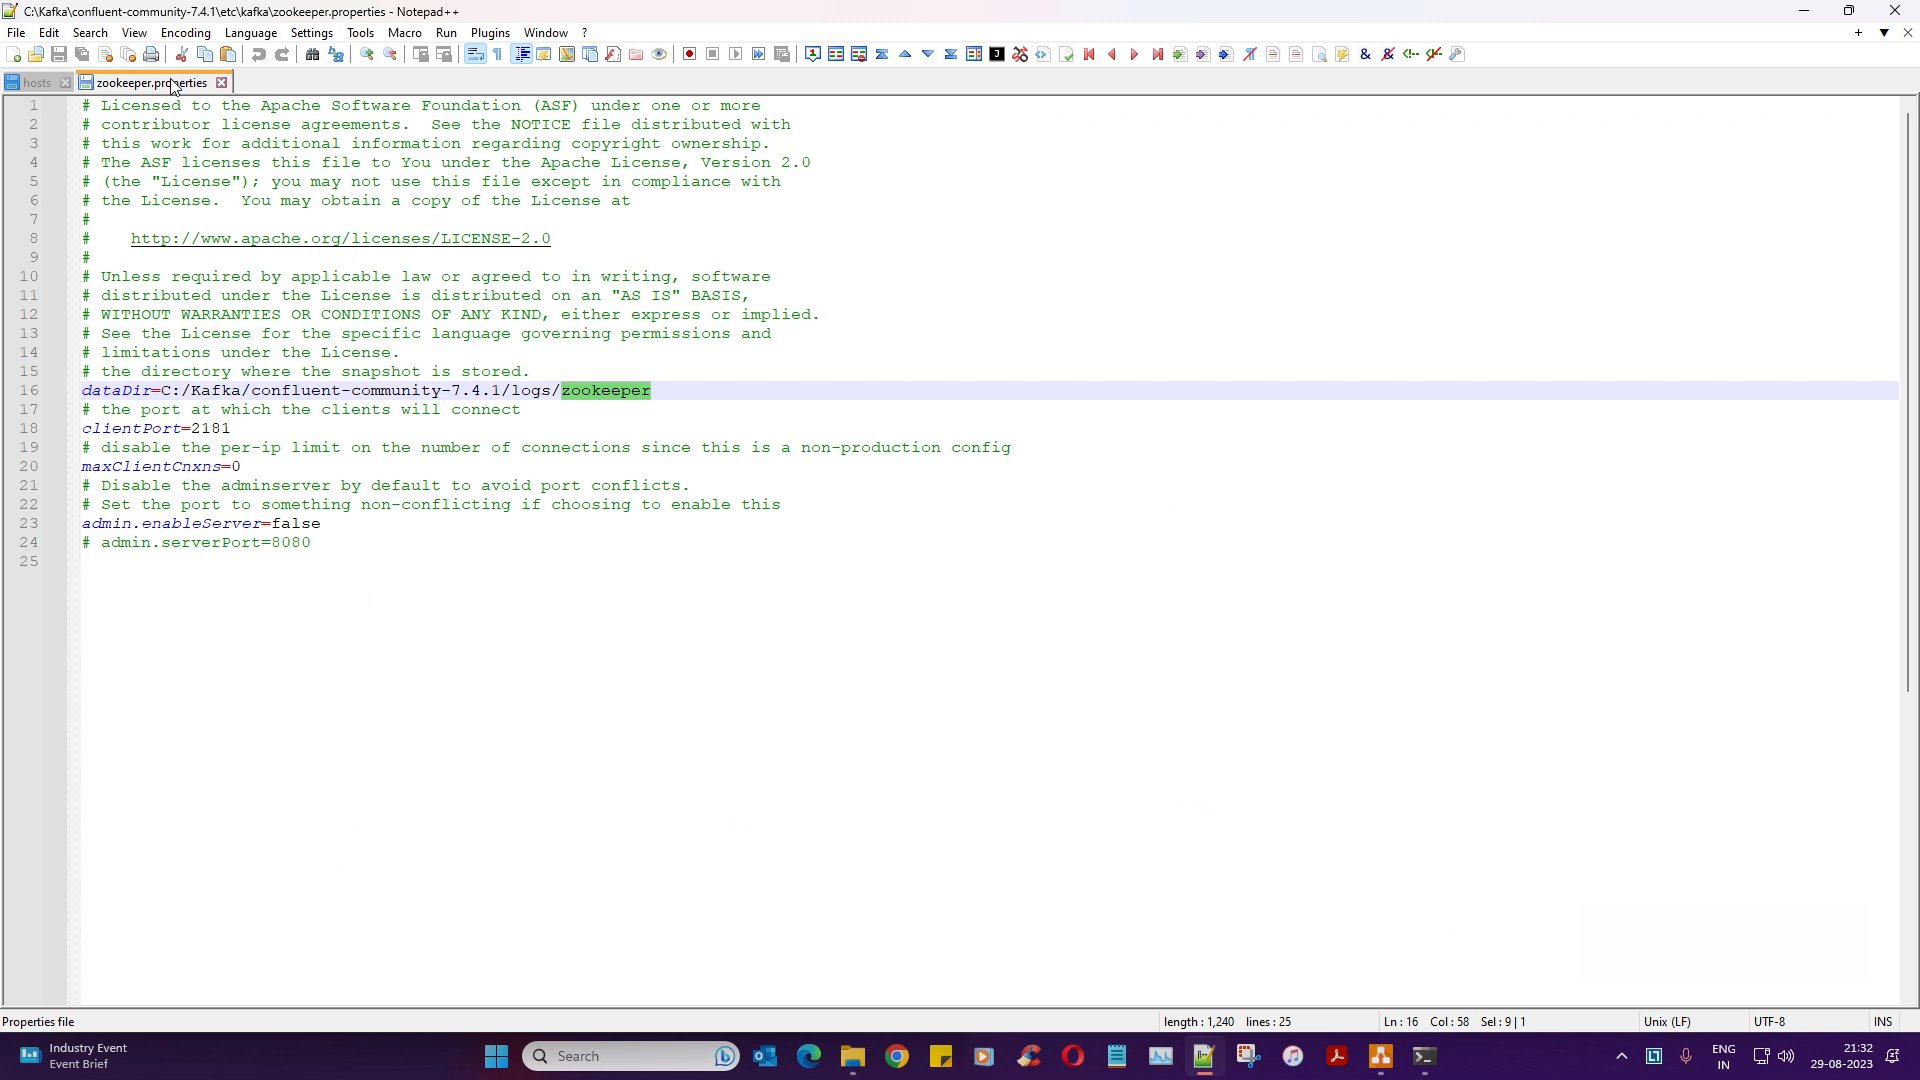 C:\Kafka\confluent-community-7.4.1\etc\kafka\zookeeper.properties - Notepad++
File Edit Search View Encoding Language Settings Tools Macro Run Plugins Window ?
hosts zookeeper.properties
1 # Licensed to the Apache Software Foundation (ASF) under one or more
2 # contributor license agreements.  See the NOTICE file distributed with
3 # this work for additional information regarding copyright ownership.
4 # The ASF licenses this file to You under the Apache License, Version 2.0
5 # (the "License"); you may not use this file except in compliance with
6 # the License.  You may obtain a copy of the License at
7 #
8 #    http://www.apache.org/licenses/LICENSE-2.0
9 #
10 # Unless required by applicable law or agreed to in writing, software
11 # distributed under the License is distributed on an "AS IS" BASIS,
12 # WITHOUT WARRANTIES OR CONDITIONS OF ANY KIND, either express or implied.
13 # See the License for the specific language governing permissions and
14 # limitations under the License.
15 # the directory where the snapshot is stored.
16 dataDir=C:/Kafka/confluent-community-7.4.1/logs/zookeeper
17 # the port at which the clients will connect
18 clientPort=2181
19 # disable the per-ip limit on the number of connections since this is a non-production config
20 maxClientCnxns=0
21 # Disable the adminserver by default to avoid port conflicts.
22 # Set the port to something non-conflicting if choosing to enable this
23 admin.enableServer=false
24 # admin.serverPort=8080
25
Properties file length : 1,240 lines : 25 Ln : 16 Col : 58 Sel : 9 | 1 Unix (LF) UTF-8 INS
Industry Event
Event Brief
Search
ENG
IN
21:32
29-08-2023